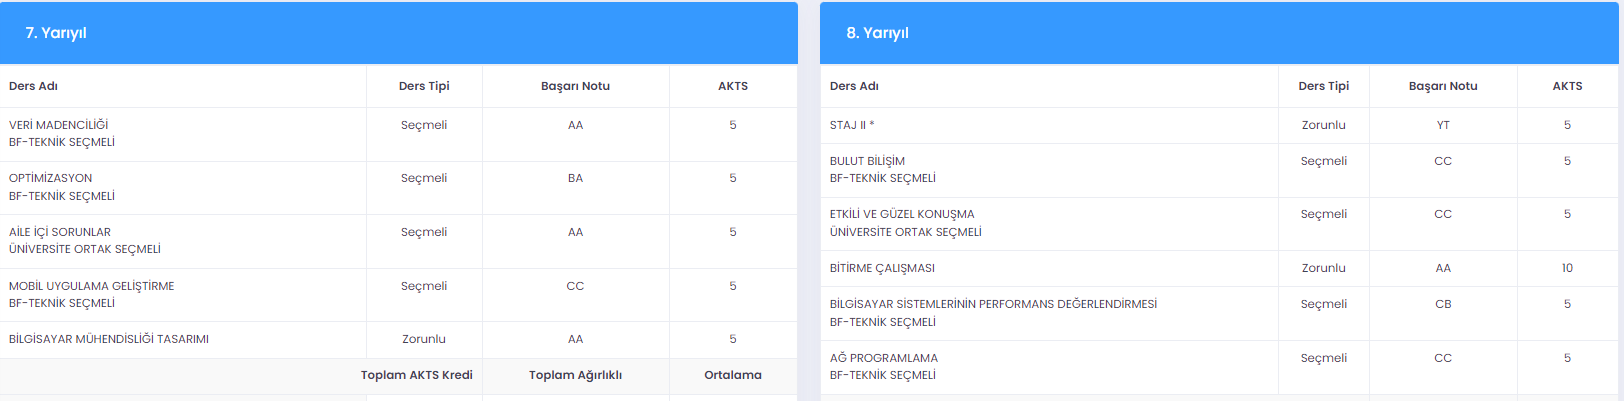 7. Yarıyıl
Ders Adı Ders Tipi Başarı Notu AKTS
VERİ MADENCİLİĞİ Seçmeli AA 5
BF-TEKNİK SEÇMELİ
OPTİMİZASYON Seçmeli BA 5
BF-TEKNİK SEÇMELİ
AİLE İÇİ SORUNLAR Seçmeli AA 5
ÜNİVERSİTE ORTAK SEÇMELİ
MOBİL UYGULAMA GELİŞTİRME Seçmeli CC 5
BF-TEKNİK SEÇMELİ
BİLGİSAYAR MÜHENDİSLİĞİ TASARIMI Zorunlu AA 5
Toplam AKTS Kredi Toplam Ağırlıklı Ortalama
8. Yarıyıl
Ders Adı Ders Tipi Başarı Notu AKTS
STAJ II * Zorunlu YT 5
BULUT BİLİŞİM Seçmeli CC 5
BF-TEKNİK SEÇMELİ
ETKİLİ VE GÜZEL KONUŞMA Seçmeli CC 5
ÜNİVERSİTE ORTAK SEÇMELİ
BİTİRME ÇALIŞMASI Zorunlu AA 10
BİLGİSAYAR SİSTEMLERİNİN PERFORMANS DEĞERLENDİRMESİ Seçmeli CB 5
BF-TEKNİK SEÇMELİ
AĞ PROGRAMLAMA Seçmeli CC 5
BF-TEKNİK SEÇMELİ